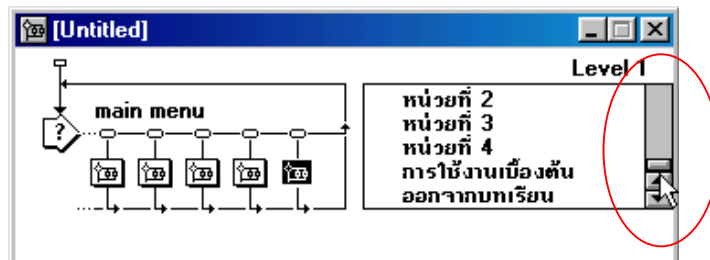 [Untitled]
Level 1
main menu
?
หน่วยที่ 2
หน่วยที่ 3
หน่วยที่ 4
การใช้งานเบื้องต้น
ออกจากบทเรียน